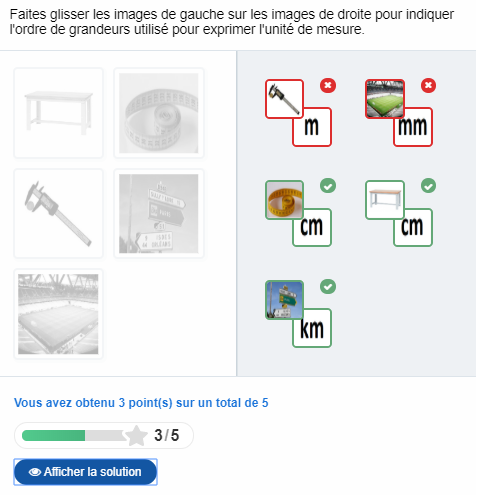 Faites glisser les images de gauche sur les images de droite pour indiquer
l'ordre de grandeurs utilisé pour exprimer l'unité de mesure.
m
mm
cm
cm
km
Vous avez obtenu 3 point(s) sur un total de 5
3/5
Afficher la solution